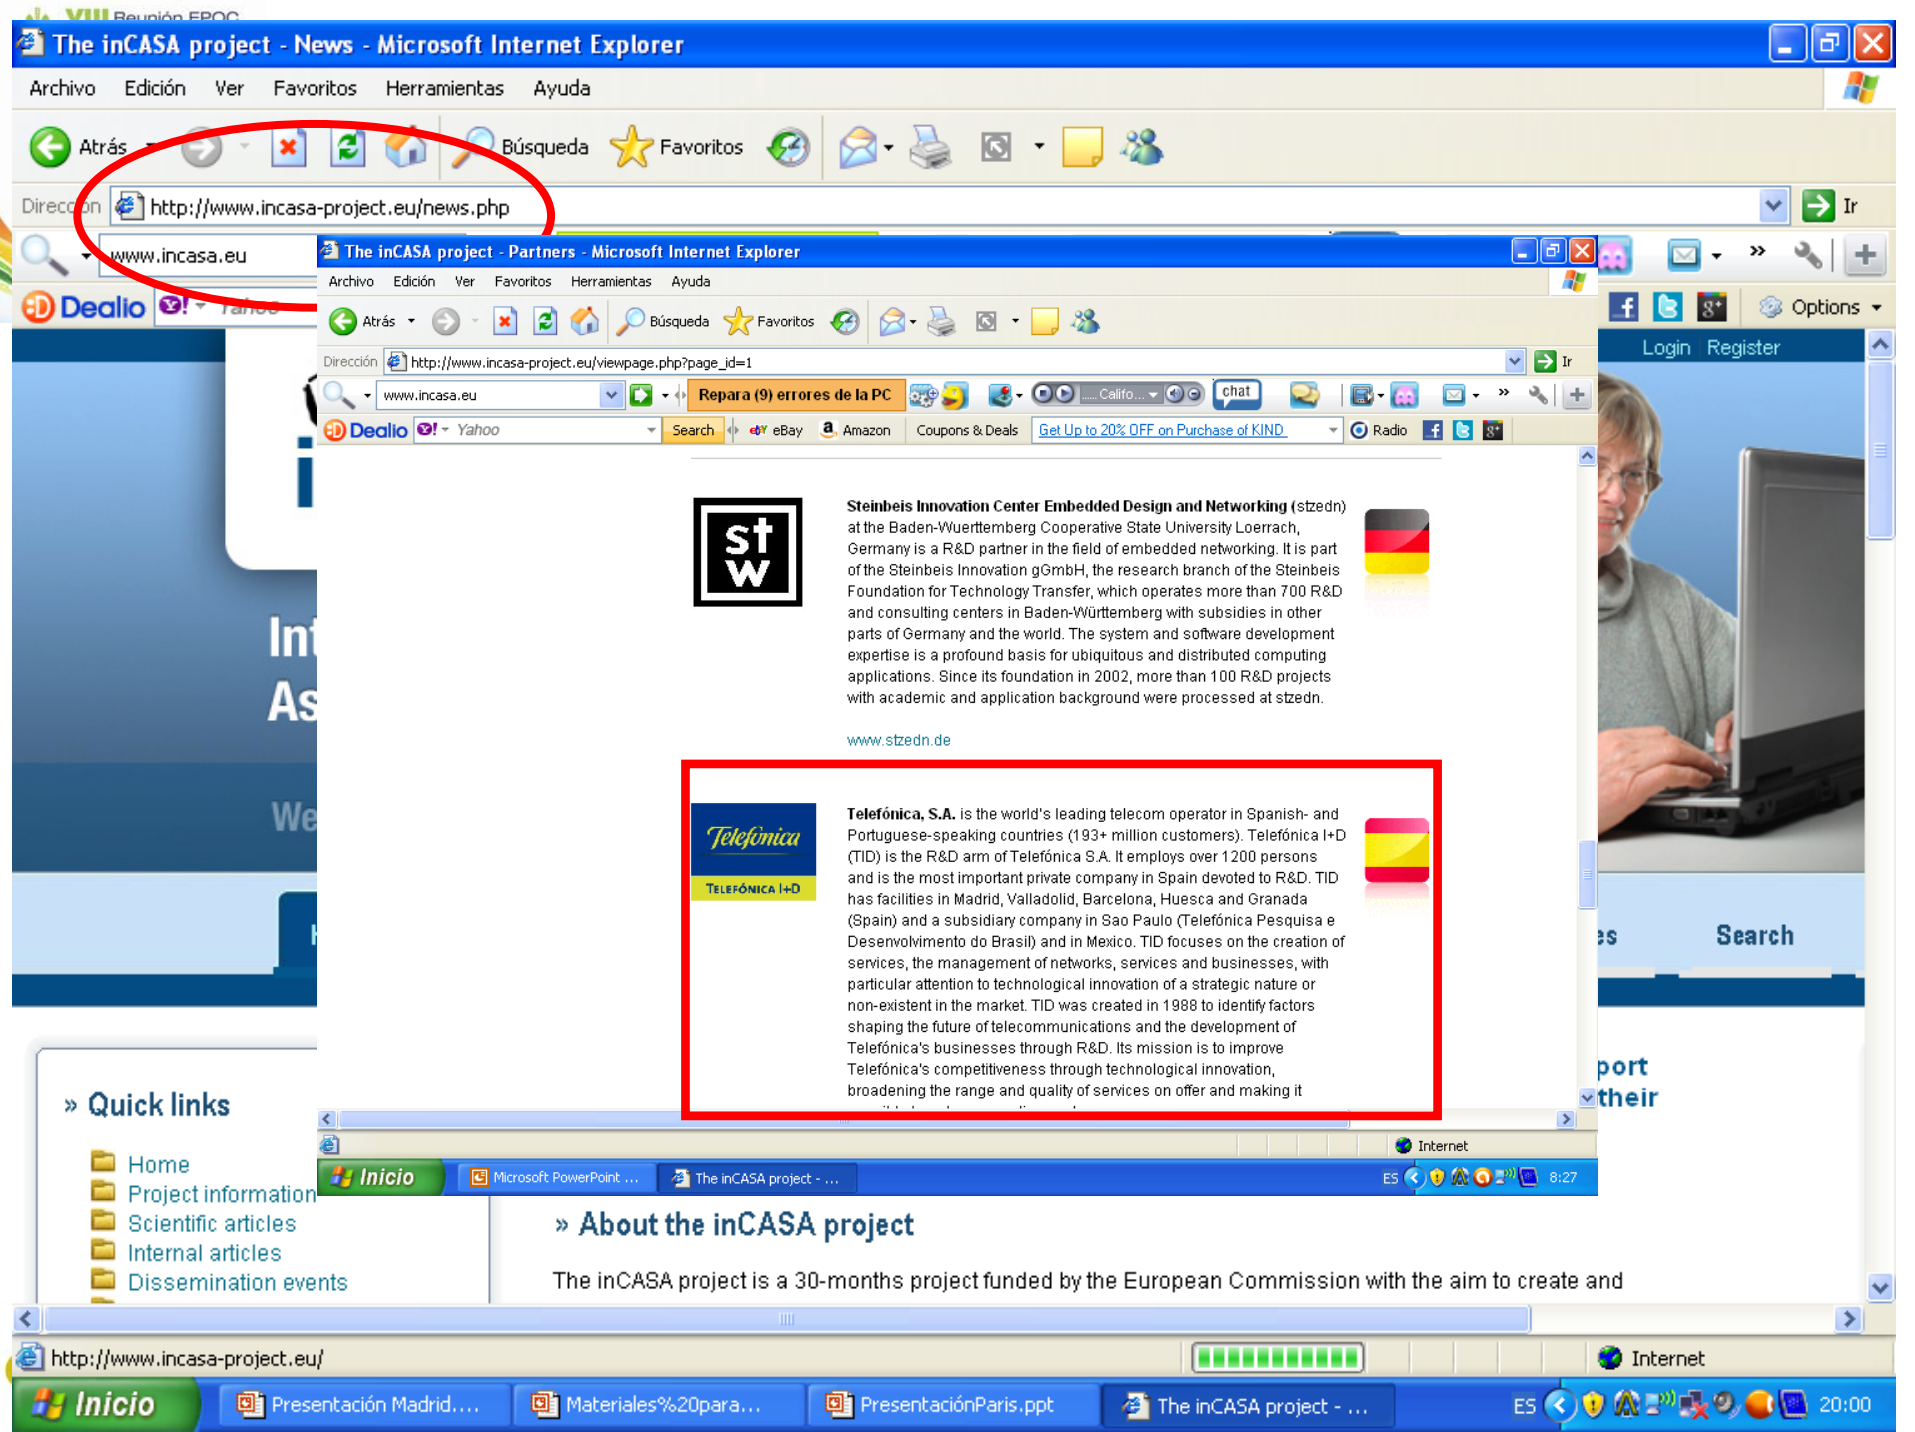 VIII Reunión EPOC
The inCASA project - News - Microsoft Internet Explorer
Archivo Edición Ver Favoritos Herramientas Ayuda
Atrás Búsqueda Favoritos
Dirección http://www.incasa-project.eu/news.php Ir
www.incasa.eu
Dealio Yahoo Options
Login Register
The inCASA project - Partners - Microsoft Internet Explorer
Archivo Edición Ver Favoritos Herramientas Ayuda
Atrás Búsqueda Favoritos
Dirección http://www.incasa-project.eu/viewpage.php?page_id=1 Ir
www.incasa.eu Repara (9) errores de la PC ....Califo... chat
Dealio Yahoo Search eBay Amazon Coupons & Deals Get Up to 20% OFF on Purchase of KIND Radio
st
w
Steinbeis Innovation Center Embedded Design and Networking (stzedn)
at the Baden-Wuerttemberg Cooperative State University Loerrach,
Germany is a R&D partner in the field of embedded networking. It is part
of the Steinbeis Innovation gGmbH, the research branch of the Steinbeis
Foundation for Technology Transfer, which operates more than 700 R&D
and consulting centers in Baden-Württemberg with subsidies in other
parts of Germany and the world. The system and software development
expertise is a profound basis for ubiquitous and distributed computing
applications. Since its foundation in 2002, more than 100 R&D projects
with academic and application background were processed at stzedn.
www.stzedn.de
Telefónica
TELEFÓNICA I+D
Telefónica, S.A. is the world's leading telecom operator in Spanish- and
Portuguese-speaking countries (193+ million customers). Telefónica I+D
(TID) is the R&D arm of Telefónica S.A. It employs over 1200 persons
and is the most important private company in Spain devoted to R&D. TID
has facilities in Madrid, Valladolid, Barcelona, Huesca and Granada
(Spain) and a subsidiary company in Sao Paulo (Telefónica Pesquisa e
Desenvolvimento do Brasil) and in Mexico. TID focuses on the creation of
services, the management of networks, services and businesses, with
particular attention to technological innovation of a strategic nature or
non-existent in the market. TID was created in 1988 to identify factors
shaping the future of telecommunications and the development of
Telefónica's businesses through R&D. Its mission is to improve
Telefónica's competitiveness through technological innovation,
broadening the range and quality of services on offer and making it
Internet
Inicio Microsoft PowerPoint ... The inCASA project - ... ES 8:27
Int
As
We
es Search
port
their
» Quick links
Home
Project information
Scientific articles
Internal articles
Dissemination events
» About the inCASA project
The inCASA project is a 30-months project funded by the European Commission with the aim to create and
http://www.incasa-project.eu/ Internet
Inicio Presentación Madrid.... Materiales%20para... PresentaciónParis.ppt The inCASA project - ... ES 20:00